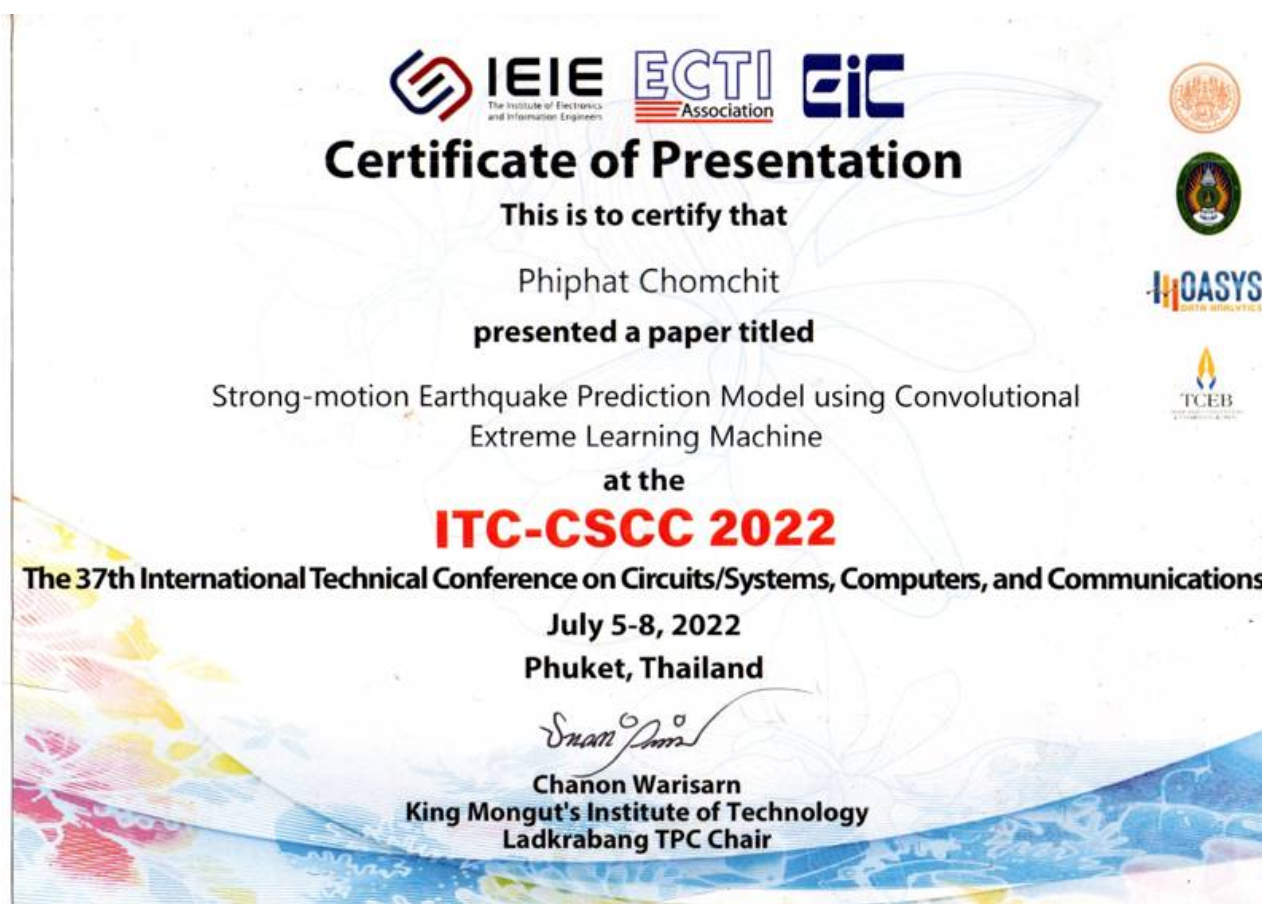 IEIE
The Institute of Electronics
and Information Engineers
ECTI
Association
EiC
Certificate of Presentation
This is to certify that
Phiphat Chomchit
presented a paper titled
Strong-motion Earthquake Prediction Model using Convolutional
Extreme Learning Machine
at the
ITC-CSCC 2022
The 37th International Technical Conference on Circuits/Systems, Computers, and Communications
July 5-8, 2022
Phuket, Thailand
Chanon Warisarn
King Mongut's Institute of Technology
Ladkrabang TPC Chair
OASYS
DATA ANALYTICS
TCEB